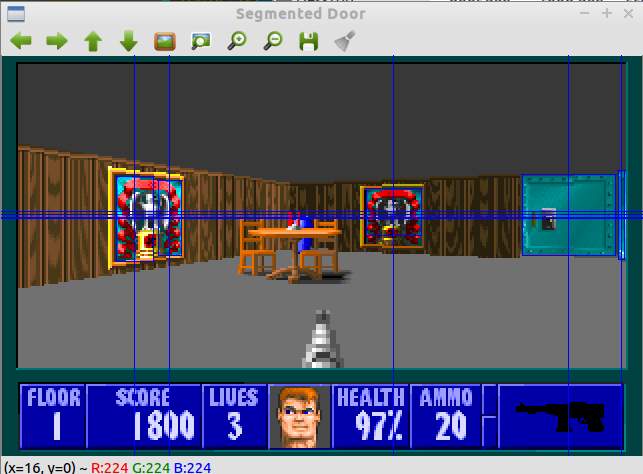 Segmented Door
FLOOR SCORE LIVES HEALTH AMMO
1 1800 3 97% 20
(x=16, y=0) ~ R:224 G:224 B:224